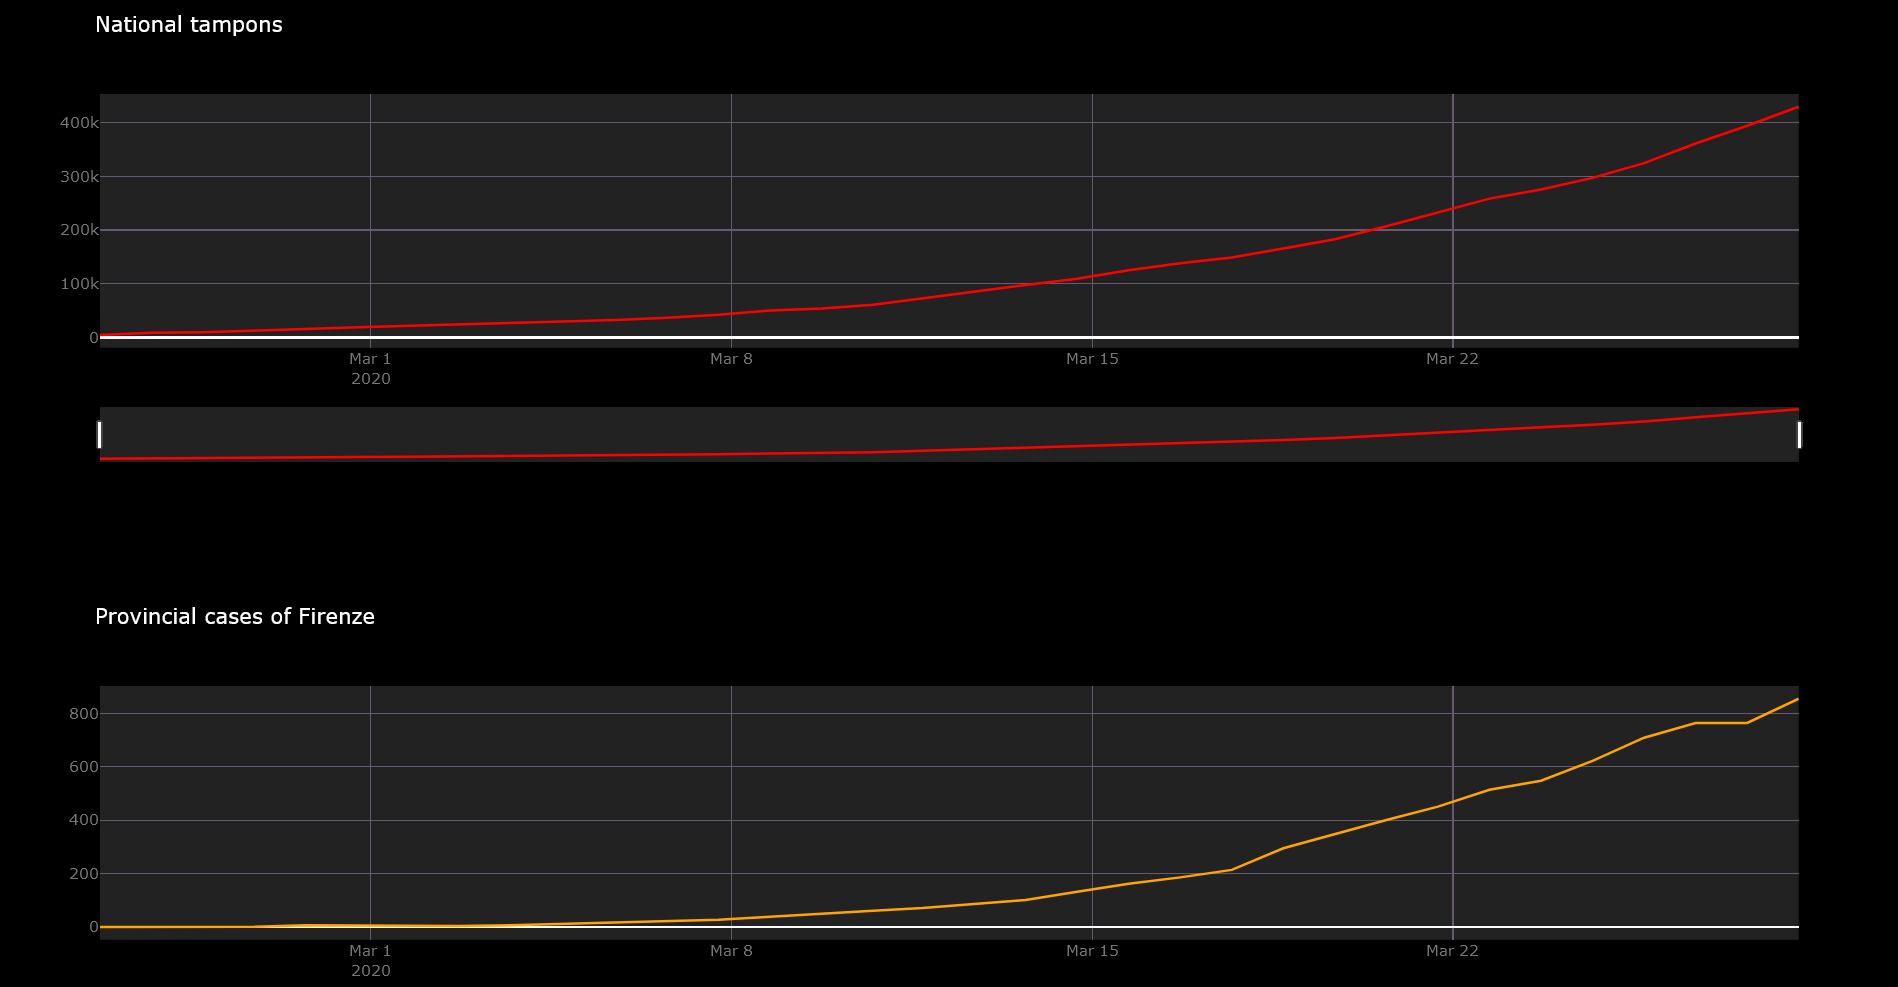 National tampons
400k
300k
200k
100k
0
Mar 1 Mar 8 Mar 15 Mar 22
2020
Provincial cases of Firenze
800
600
400
200
0
Mar 1 Mar 8 Mar 15 Mar 22
2020